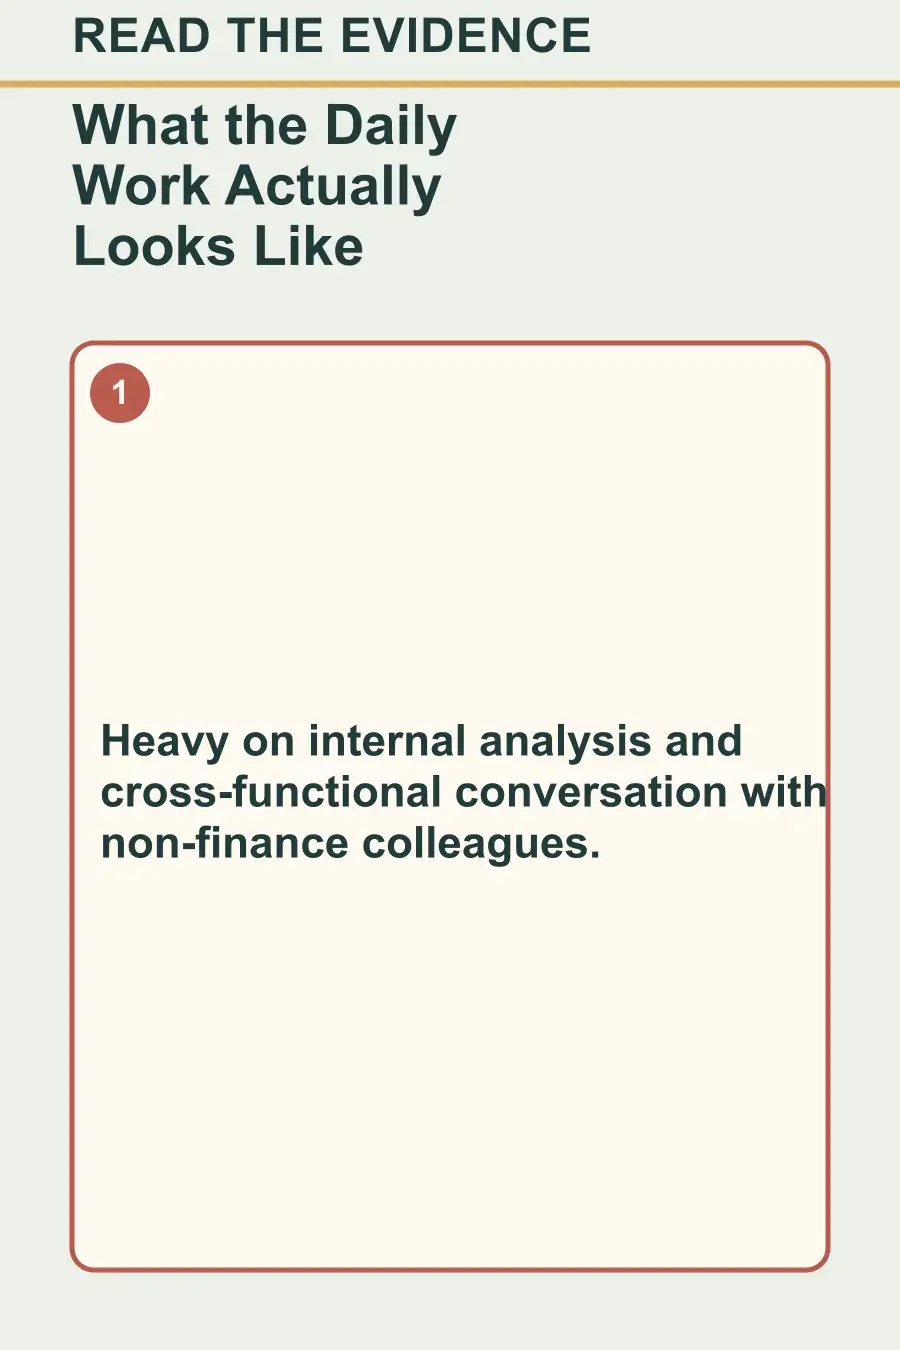 READ THE EVIDENCE
What the Daily
Work Actually
Looks Like
1
Heavy on internal analysis and
cross-functional conversation with
non-finance colleagues.